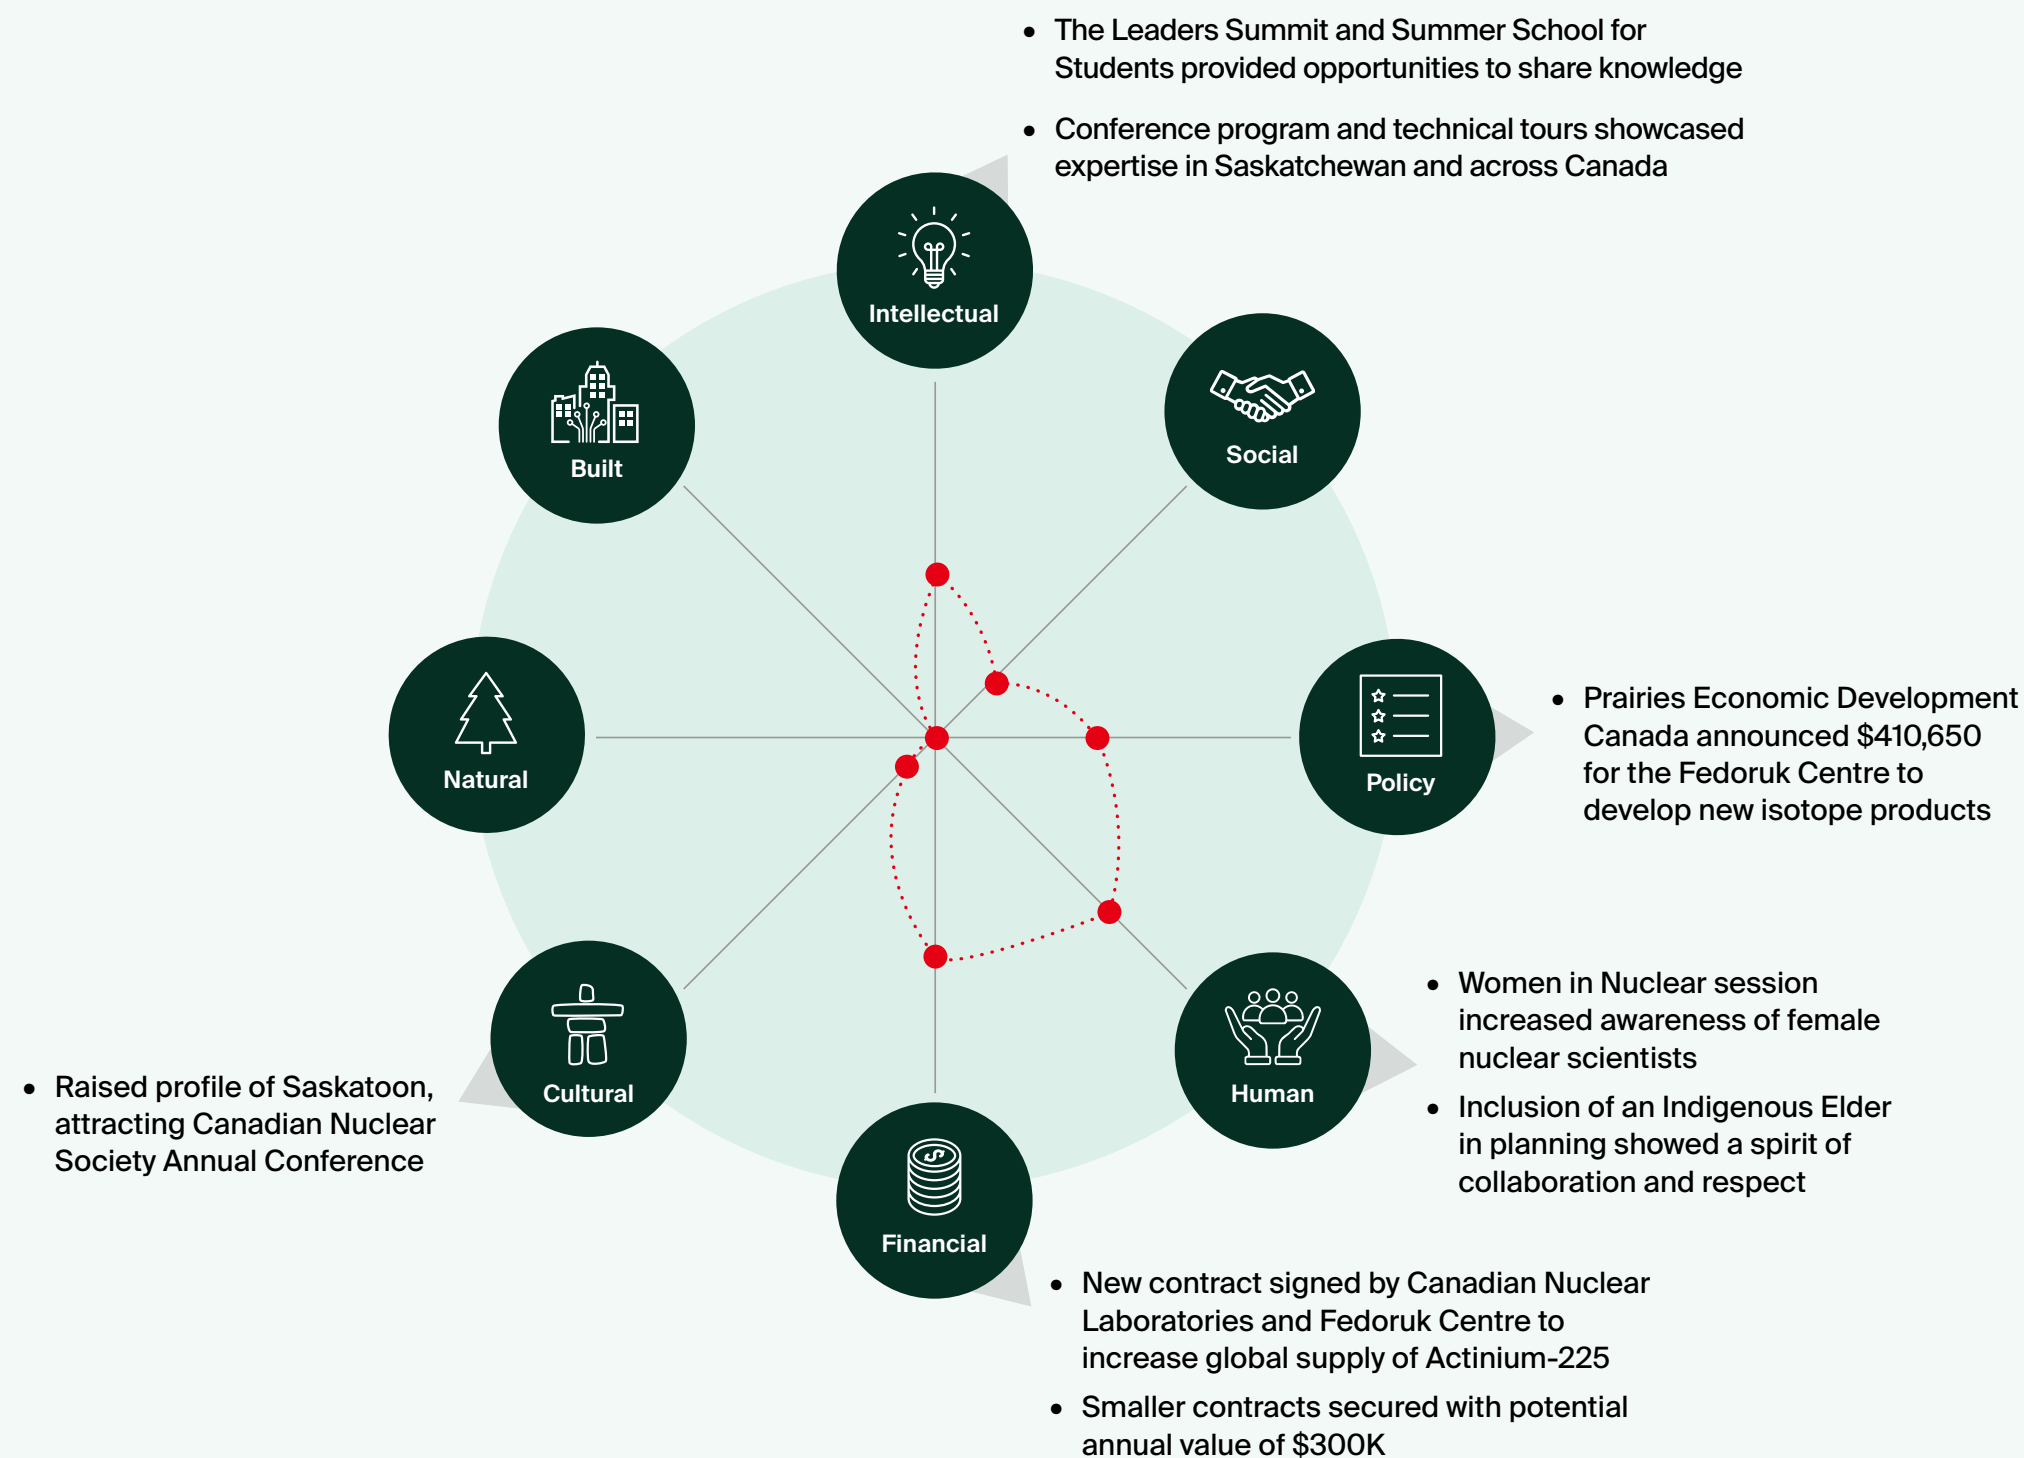 • The Leaders Summit and Summer School for
Students provided opportunities to share knowledge
• Conference program and technical tours showcased
expertise in Saskatchewan and across Canada
Intellectual
Social
Built
Natural
Policy
• Prairies Economic Development
Canada announced $410,650
for the Fedoruk Centre to
develop new isotope products
Human
• Women in Nuclear session
increased awareness of female
nuclear scientists
• Inclusion of an Indigenous Elder
in planning showed a spirit of
collaboration and respect
Cultural
• Raised profile of Saskatoon,
attracting Canadian Nuclear
Society Annual Conference
Financial
• New contract signed by Canadian Nuclear
Laboratories and Fedoruk Centre to
increase global supply of Actinium-225
• Smaller contracts secured with potential
annual value of $300K